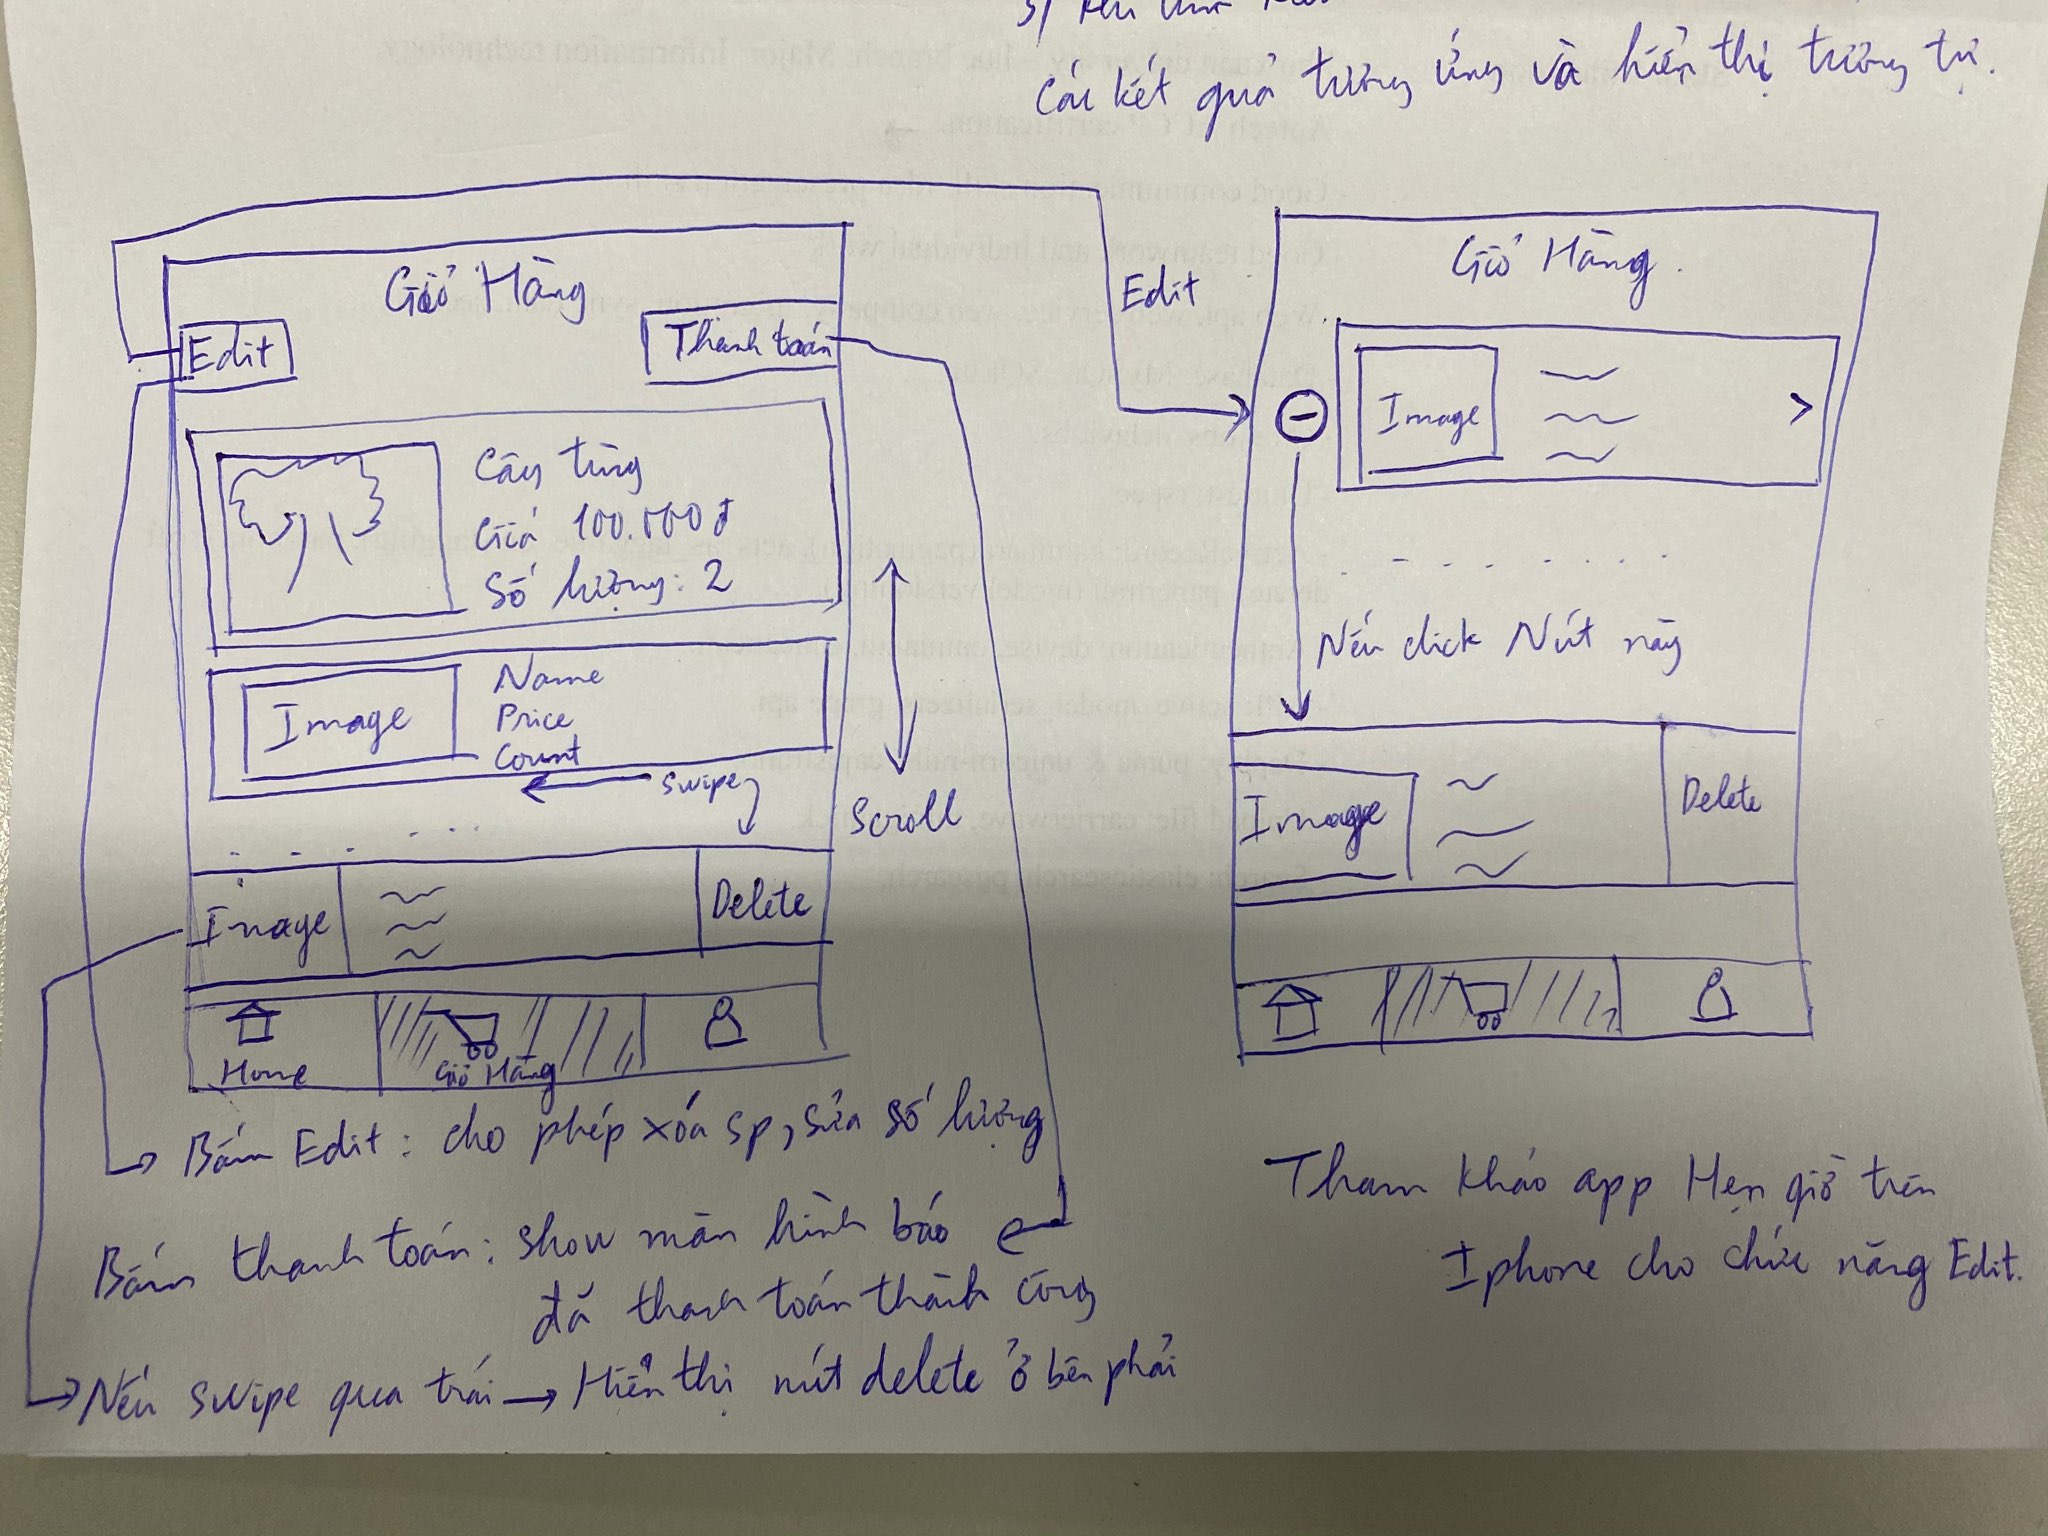 các kết quả tương ứng và hiển thị tương tự.
Giỏ Hàng
Edit
Thanh toán
Cây tùng
Giá 100.000đ
Số lượng: 2
Image
Name
Price
Count
swipe
Scroll
Image
Delete
Home
Giỏ Hàng
Edit
Giỏ Hàng.
Image
Nếu click Nút này
Image
Delete
Bấm Edit: cho phép xóa sp, sửa số lượng
Bấm thanh toán: show màn hình báo
đã thanh toán thành công
Nếu swipe qua trái → Hiển thị nút delete ở bên phải
Tham khảo app Hẹn giờ trên
Iphone cho chức năng Edit.